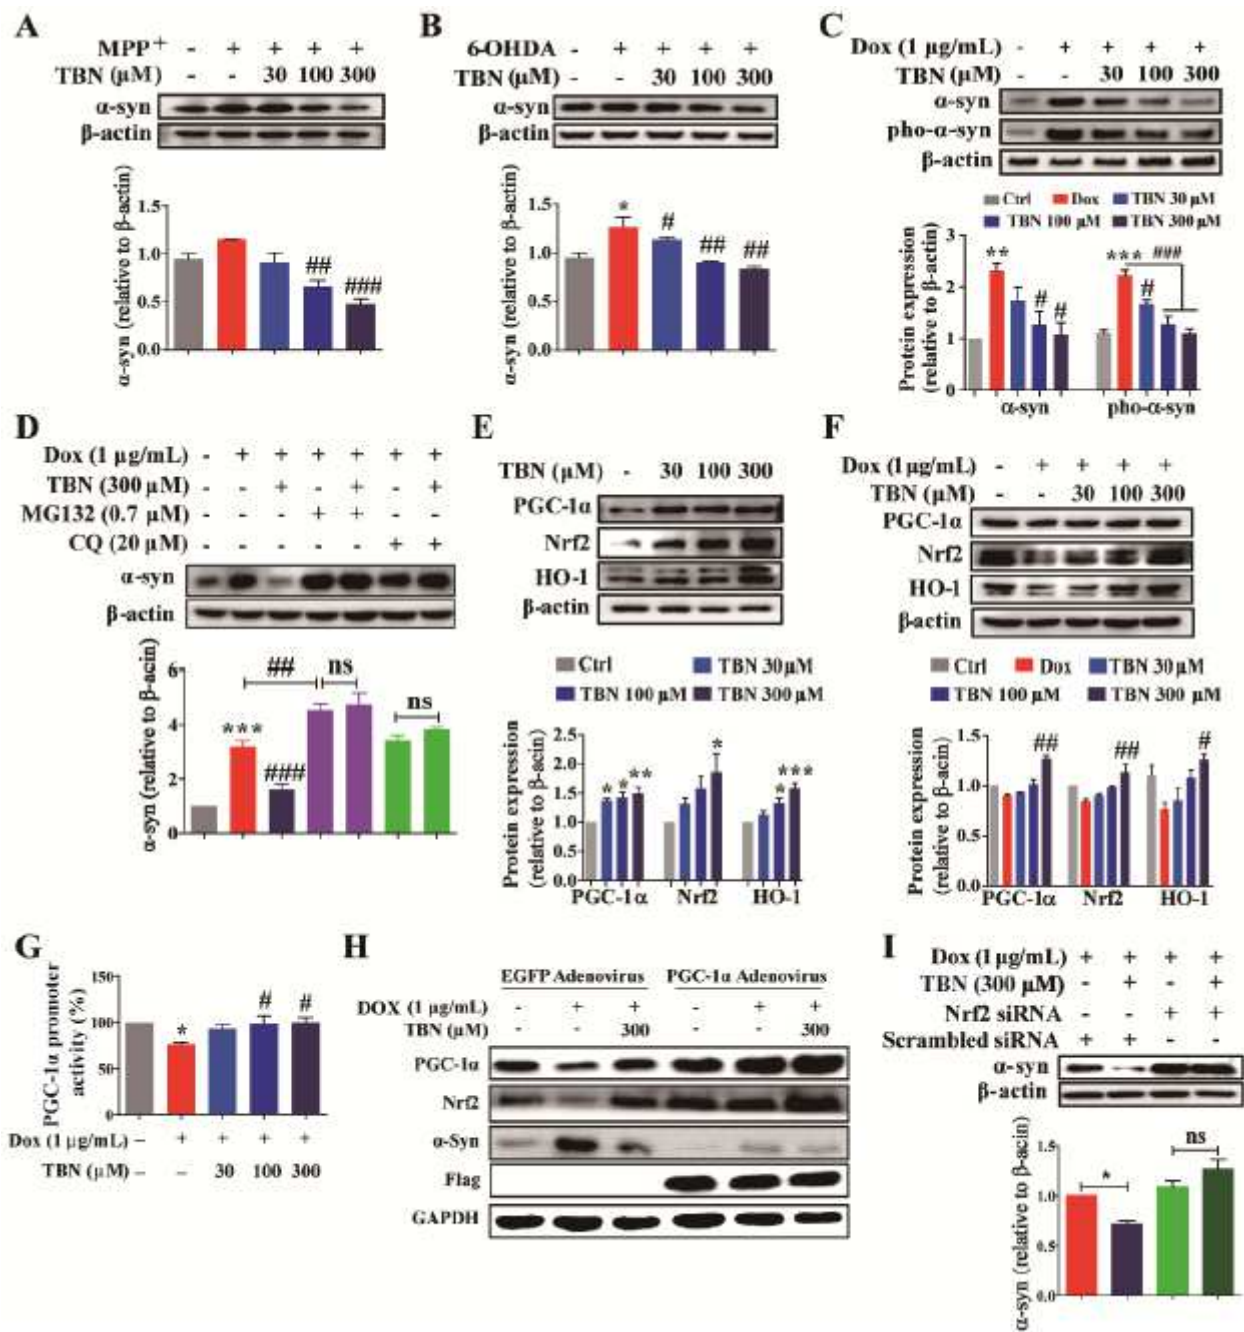 A
MPP+ - + + + +
TBN (µM) - - 30 100 300
α-syn
β-actin
α-syn (relative to β-actin)
1.5
1.0
0.5
0.0
##
###
B
6-OHDA - + + + +
TBN (µM) - - 30 100 300
α-syn
β-actin
α-syn (relative to β-actin)
1.5
1.0
0.5
0.0
* # ## ##
C
Dox (1 µg/mL) - + + + +
TBN (µM) - - 30 100 300
α-syn
pho-α-syn
β-actin
Ctrl Dox TBN 30 µM
TBN 100 µM TBN 300 µM
Protein expression
(relative to β-actin)
3
2
1
0
** # # *** # ###
α-syn pho-α-syn
D
Dox (1 µg/mL) - + + + + + +
TBN (300 µM) - - + - + - +
MG132 (0.7 µM) - - - + + - -
CQ (20 µM) - - - - - + +
α-syn
β-actin
α-syn (relative to β-acin)
6
4
2
0
*** ### ## ns ns
E
TBN (µM) - 30 100 300
PGC-1α
Nrf2
HO-1
β-actin
Ctrl TBN 30 µM
TBN 100 µM TBN 300 µM
Protein expression
(relative to β-acin)
2.5
2.0
1.5
1.0
0.5
0.0
* * ** * * ***
PGC-1α Nrf2 HO-1
F
Dox (1µg/mL) - + + + +
TBN (µM) - - 30 100 300
PGC-1α
Nrf2
HO-1
β-actin
Ctrl Dox TBN 30 µM
TBN 100 µM TBN 300 µM
Protein expression
(relative to β-acin)
1.5
1.0
0.5
0.0
## ## #
PGC-1α Nrf2 HO-1
G
PGC-1α promoter
activity (%)
150
100
50
0
* # #
Dox (1 µg/mL) - + + + +
TBN (µM) - - 30 100 300
H
EGFP Adenovirus PGC-1α Adenovirus
DOX (1 µg/mL) - + + - + +
TBN (µM) - - 300 - - 300
PGC-1α
Nrf2
α-Syn
Flag
GAPDH
I
Dox (1 µg/mL) + + + +
TBN (300 µM) - + - +
Nrf2 siRNA - - + +
Scrambled siRNA + + - -
α-syn
β-actin
α-syn (relative to β-acin)
1.5
1.0
0.5
0.0
* ns